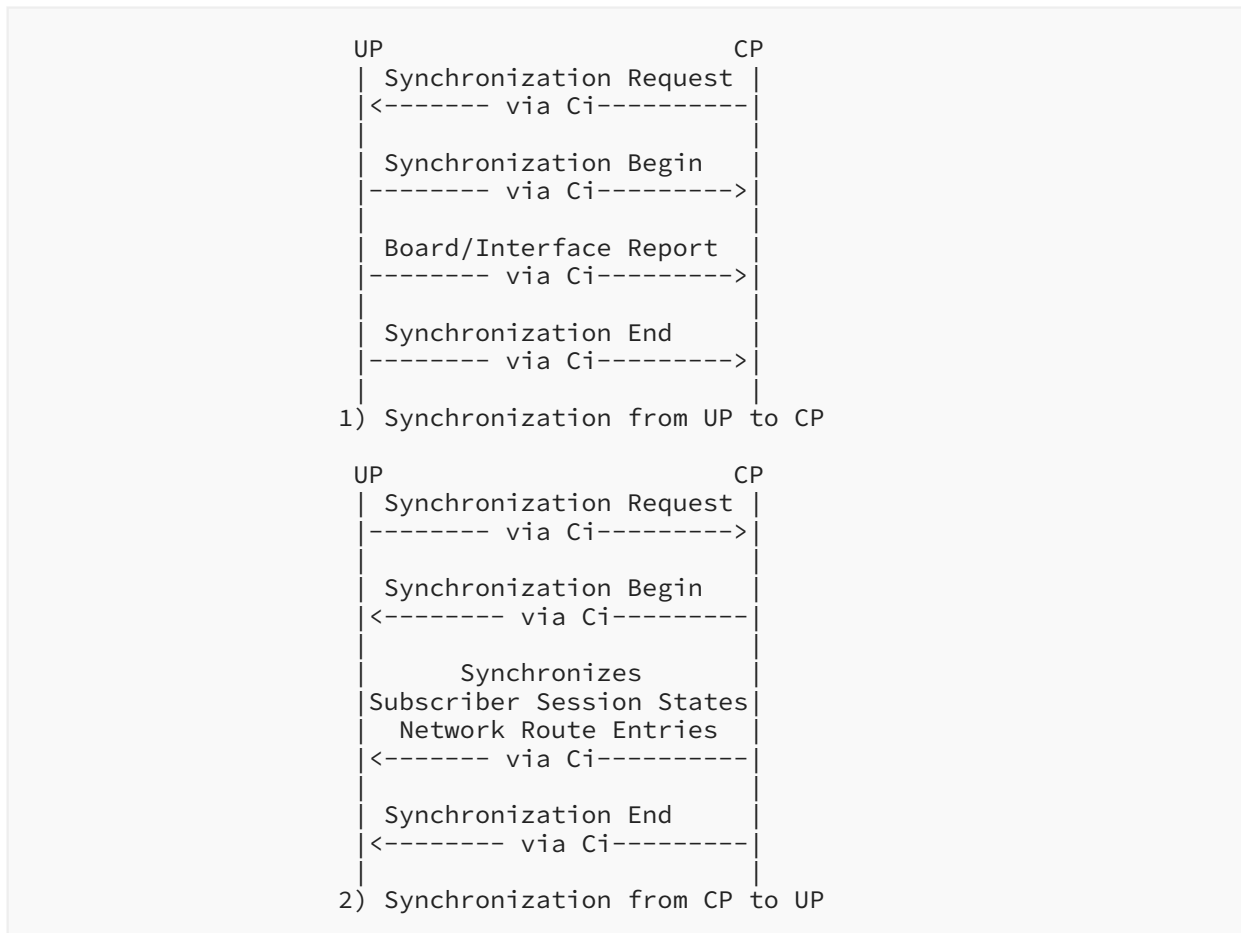 UP                       CP
| Synchronization Request |
|<------- via Ci----------|
|                         |
| Synchronization Begin   |
|-------- via Ci--------->|
|                         |
| Board/Interface Report  |
|-------- via Ci--------->|
|                         |
| Synchronization End     |
|-------- via Ci--------->|
|                         |
1) Synchronization from UP to CP
UP                       CP
| Synchronization Request |
|-------- via Ci--------->|
|                         |
| Synchronization Begin   |
|<-------- via Ci---------|
|                         |
|      Synchronizes       |
|Subscriber Session States|
|  Network Route Entries  |
|<------- via Ci----------|
|                         |
| Synchronization End     |
|<-------- via Ci---------|
|                         |
2) Synchronization from CP to UP